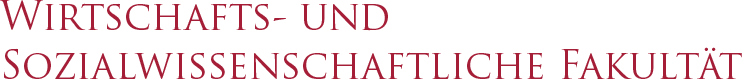 Wirtschafts- und
Sozialwissenschaftliche Fakultät